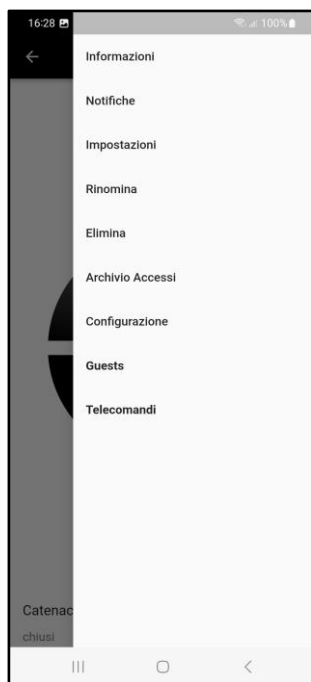 16:28
100%
Informazioni
Notifiche
Impostazioni
Rinomina
Elimina
Archivio Accessi
Configurazione
Guests
Telecomandi
Catenac
chiusi